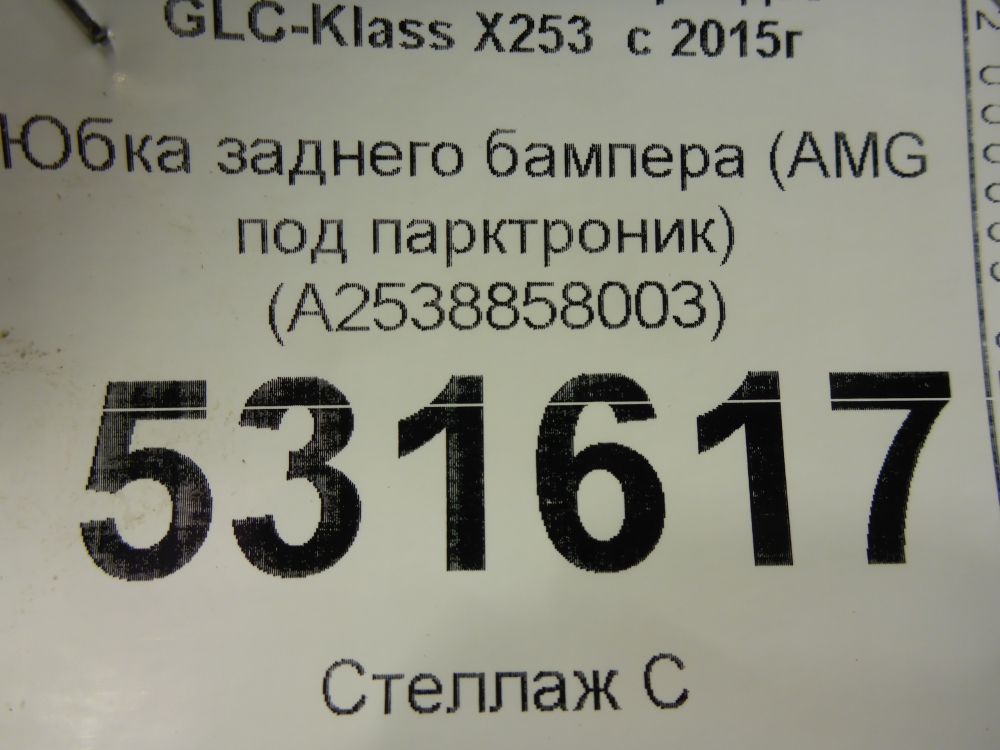 GLC-Klass X253 с 2015г
Юбка заднего бампера (AMG
под парктроник)
(A2538858003)
531617
Стеллаж С